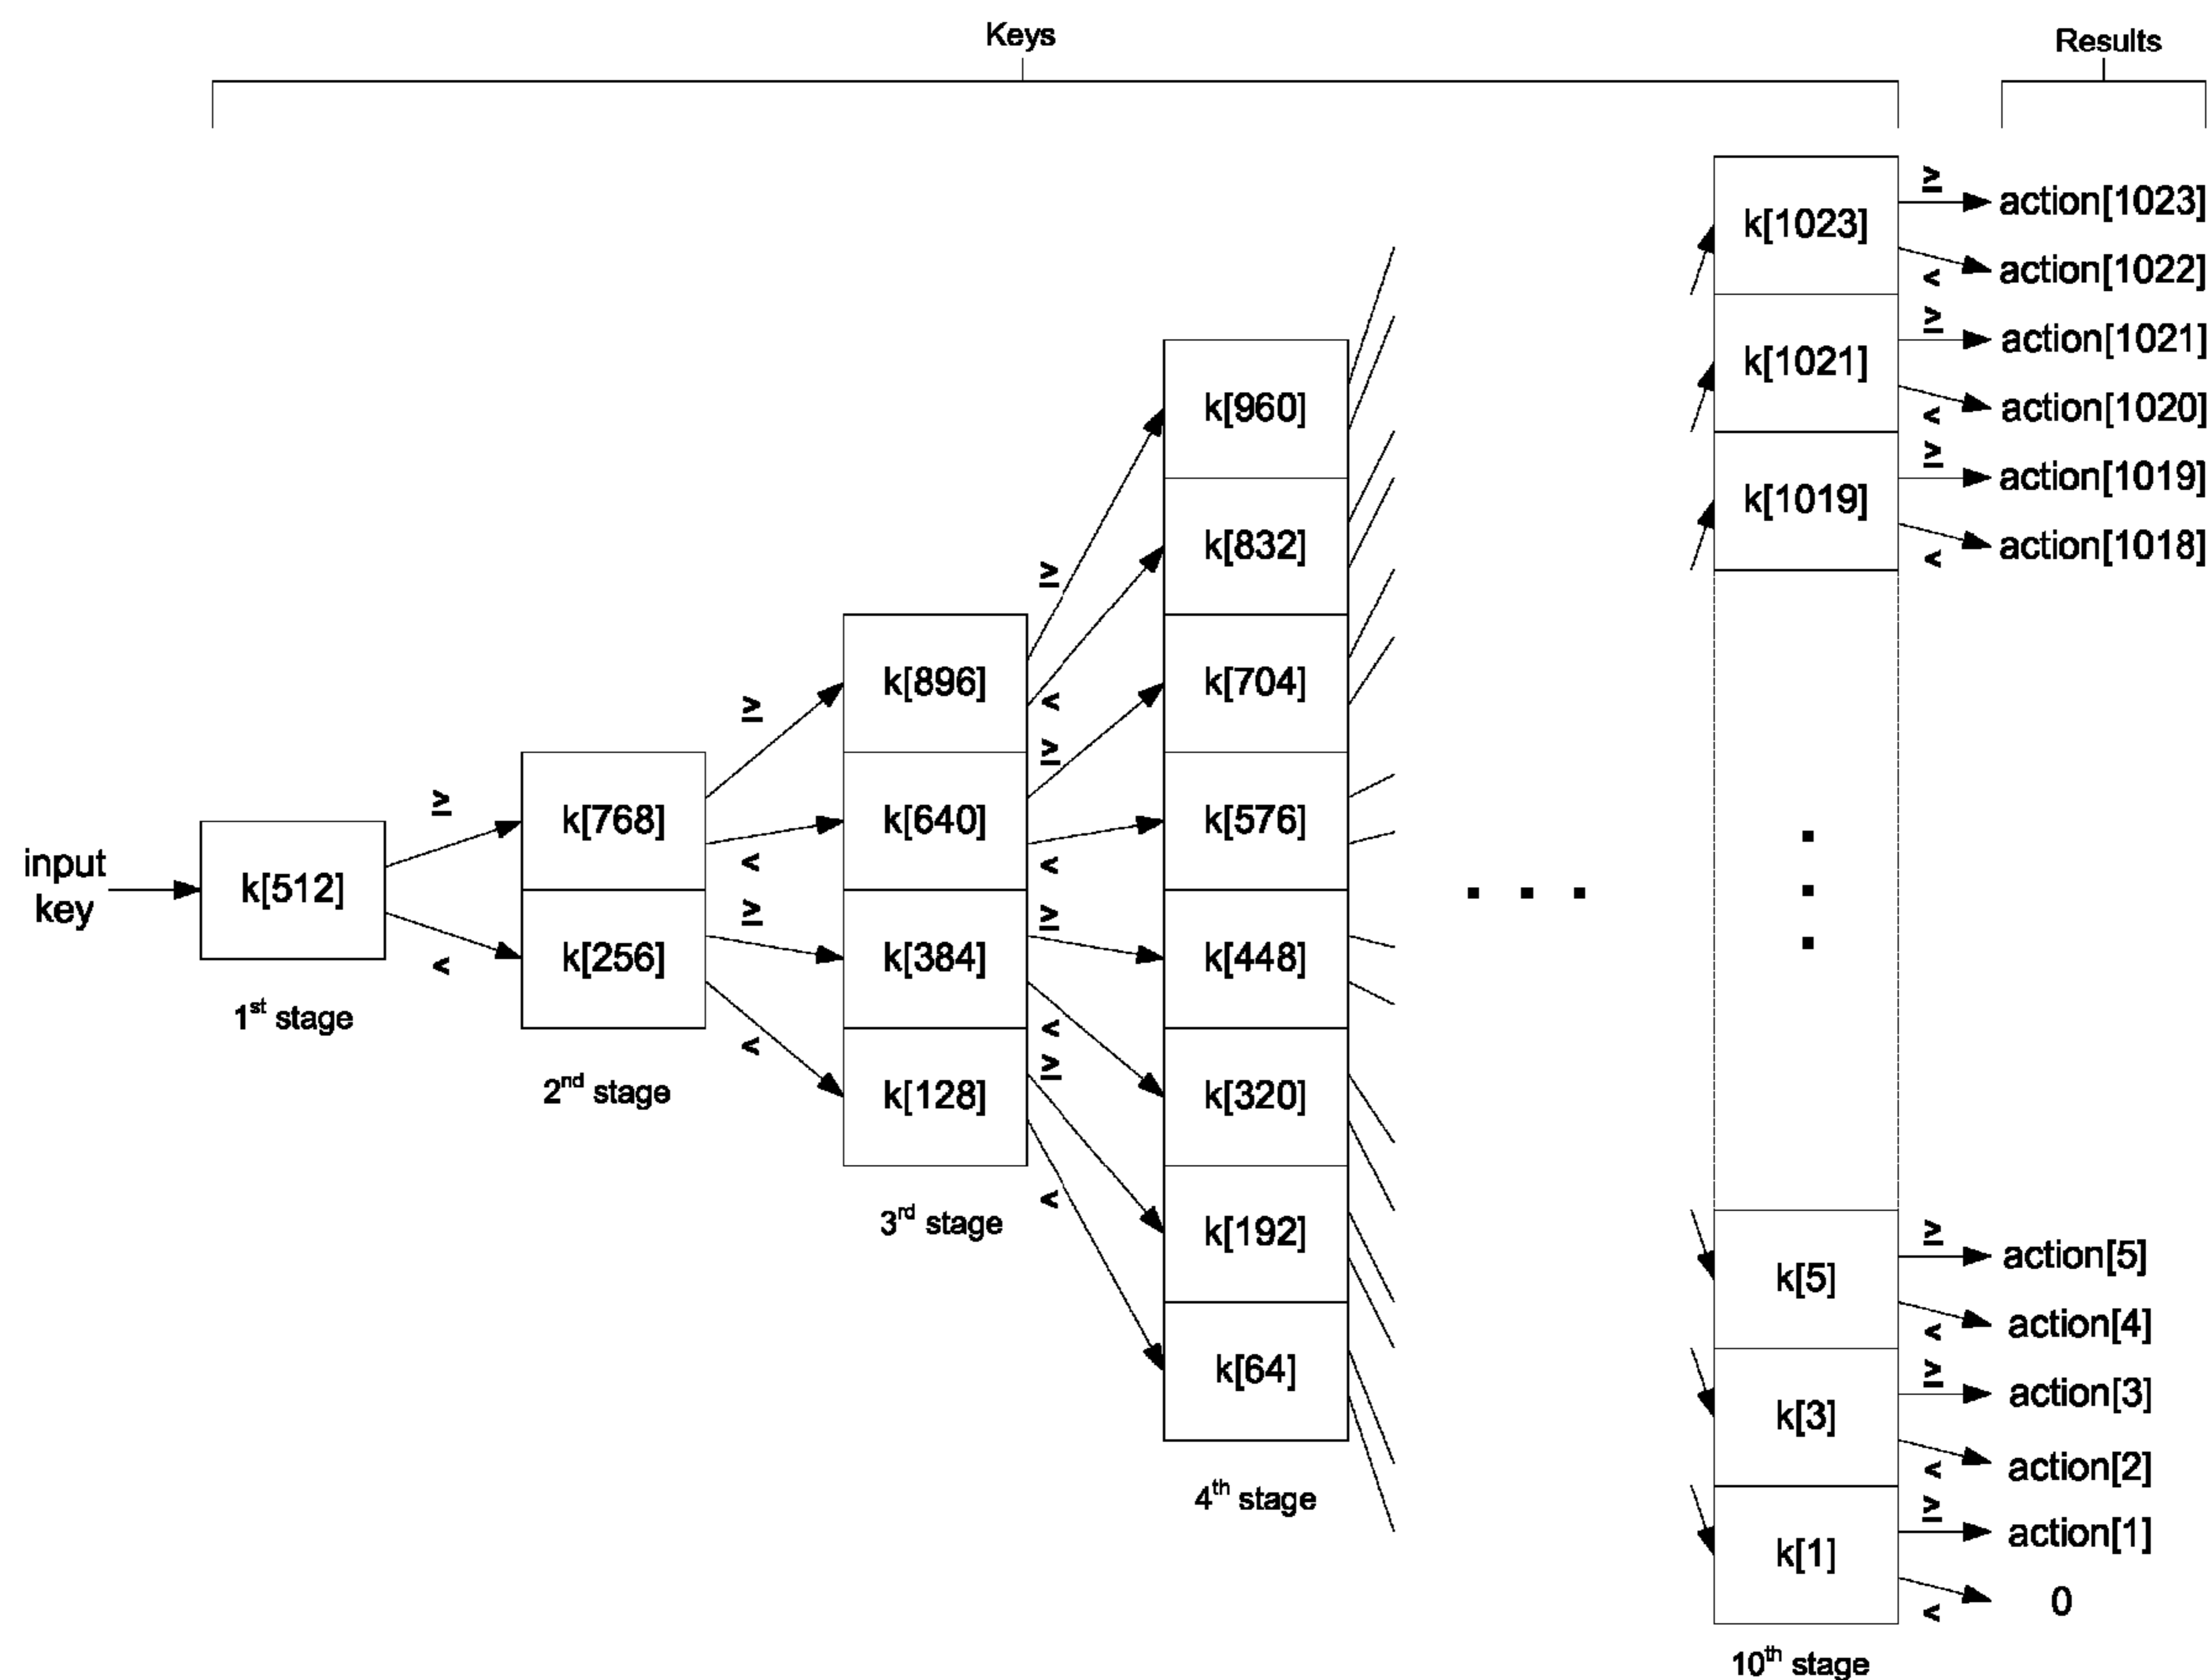 Keys
Results
input
key
k[512]
1st stage
≥
<
k[768]
k[256]
2nd stage
≥
<
≥
<
k[896]
k[640]
k[384]
k[128]
3rd stage
≥
<
≥
<
≥
<
≥
<
k[960]
k[832]
k[704]
k[576]
k[448]
k[320]
k[192]
k[64]
4th stage
. . .
k[1023]
≥
action[1023]
<
action[1022]
k[1021]
≥
action[1021]
<
action[1020]
k[1019]
≥
action[1019]
<
action[1018]
.
.
.
k[5]
≥
action[5]
<
action[4]
k[3]
≥
action[3]
<
action[2]
k[1]
≥
action[1]
<
0
10th stage